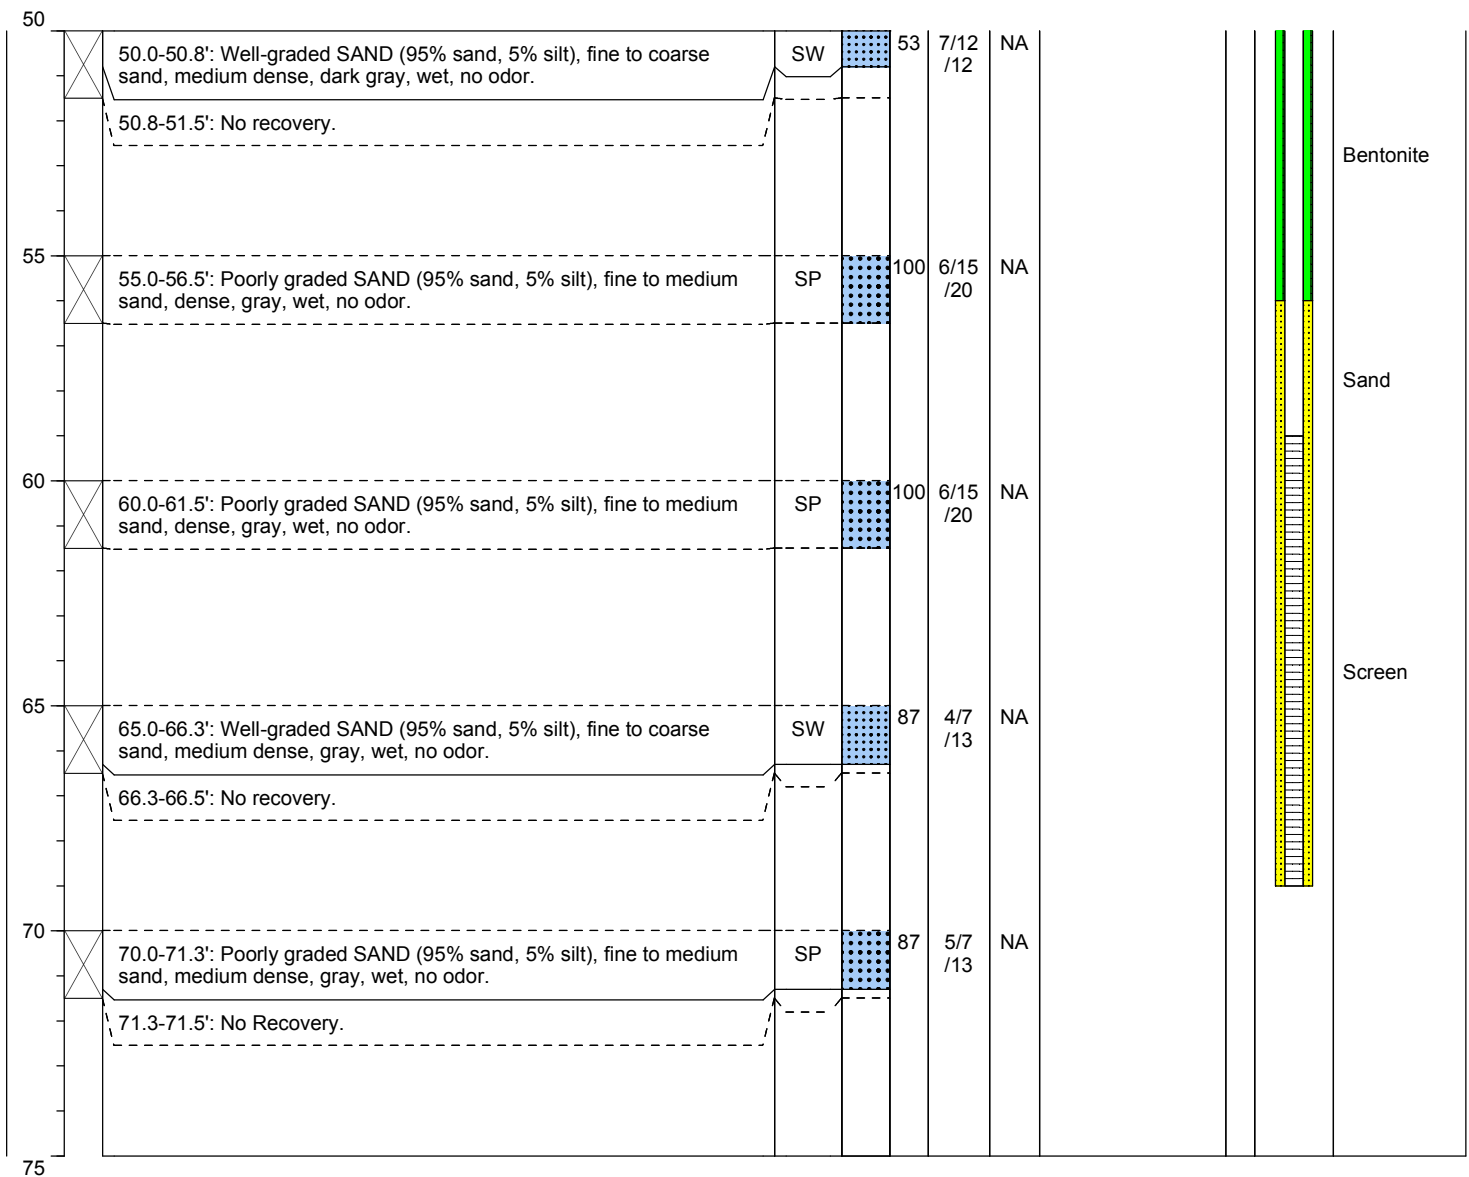 50
50.0-50.8': Well-graded SAND (95% sand, 5% silt), fine to coarse
sand, medium dense, dark gray, wet, no odor.
SW
53
7/12
/12
NA
50.8-51.5': No recovery.
Bentonite
55
55.0-56.5': Poorly graded SAND (95% sand, 5% silt), fine to medium
sand, dense, gray, wet, no odor.
SP
100
6/15
/20
NA
Sand
60
60.0-61.5': Poorly graded SAND (95% sand, 5% silt), fine to medium
sand, dense, gray, wet, no odor.
SP
100
6/15
/20
NA
Screen
65
65.0-66.3': Well-graded SAND (95% sand, 5% silt), fine to coarse
sand, medium dense, gray, wet, no odor.
SW
87
4/7
/13
NA
66.3-66.5': No recovery.
70
70.0-71.3': Poorly graded SAND (95% sand, 5% silt), fine to medium
sand, medium dense, gray, wet, no odor.
SP
87
5/7
/13
NA
71.3-71.5': No Recovery.
75